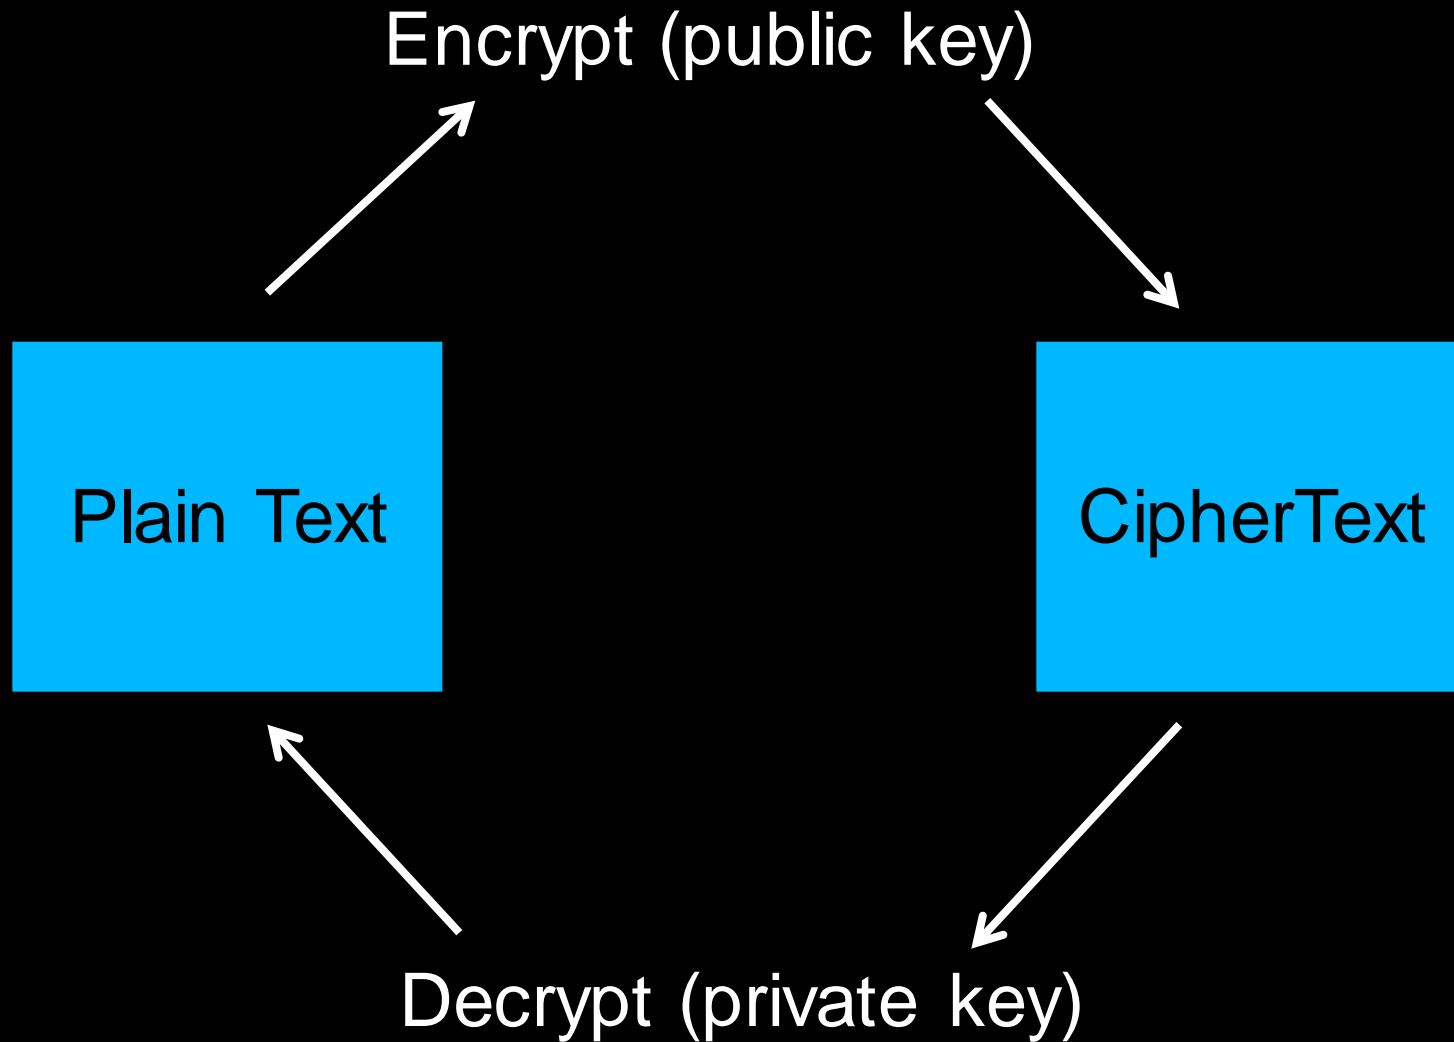 Encrypt (public key)
Plain Text
CipherText
Decrypt (private key)